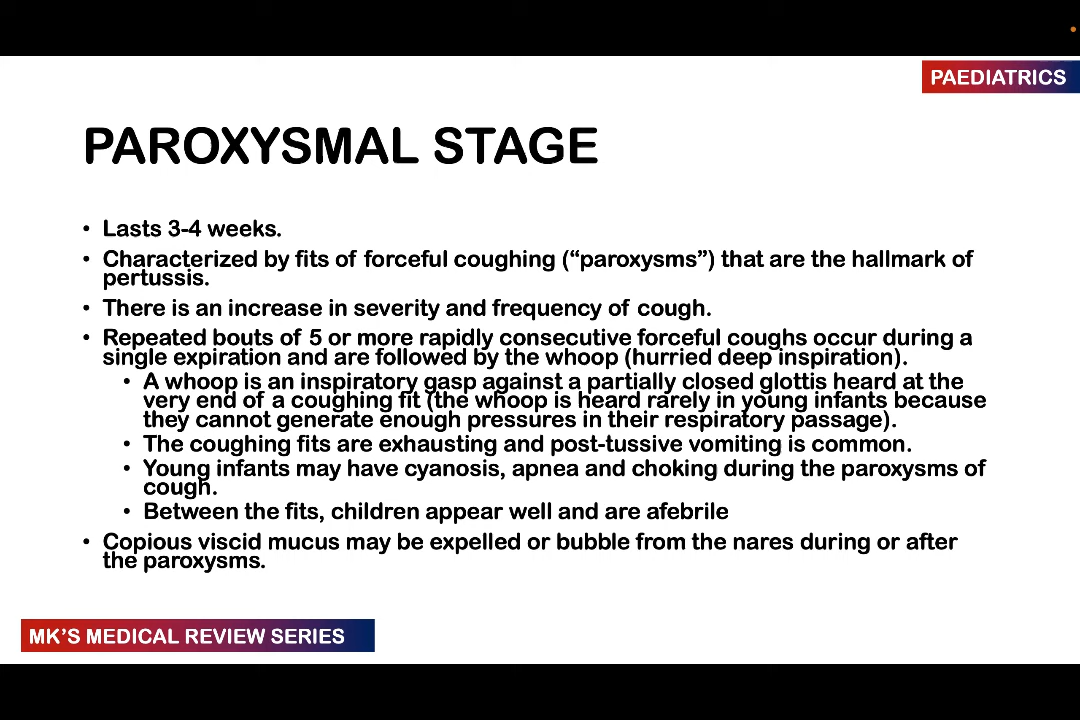 PAEDIATRICS
PAROXYSMAL STAGE
• Lasts 3-4 weeks.
• Characterized by fits of forceful coughing (“paroxysms”) that are the hallmark of
pertussis.
• There is an increase in severity and frequency of cough.
• Repeated bouts of 5 or more rapidly consecutive forceful coughs occur during a
single expiration and are followed by the whoop (hurried deep inspiration).
• A whoop is an inspiratory gasp against a partially closed glottis heard at the
very end of a coughing fit (the whoop is heard rarely in young infants because
they cannot generate enough pressures in their respiratory passage).
• The coughing fits are exhausting and post-tussive vomiting is common.
• Young infants may have cyanosis, apnea and choking during the paroxysms of
cough.
• Between the fits, children appear well and are afebrile
• Copious viscid mucus may be expelled or bubble from the nares during or after
the paroxysms.
MK’S MEDICAL REVIEW SERIES